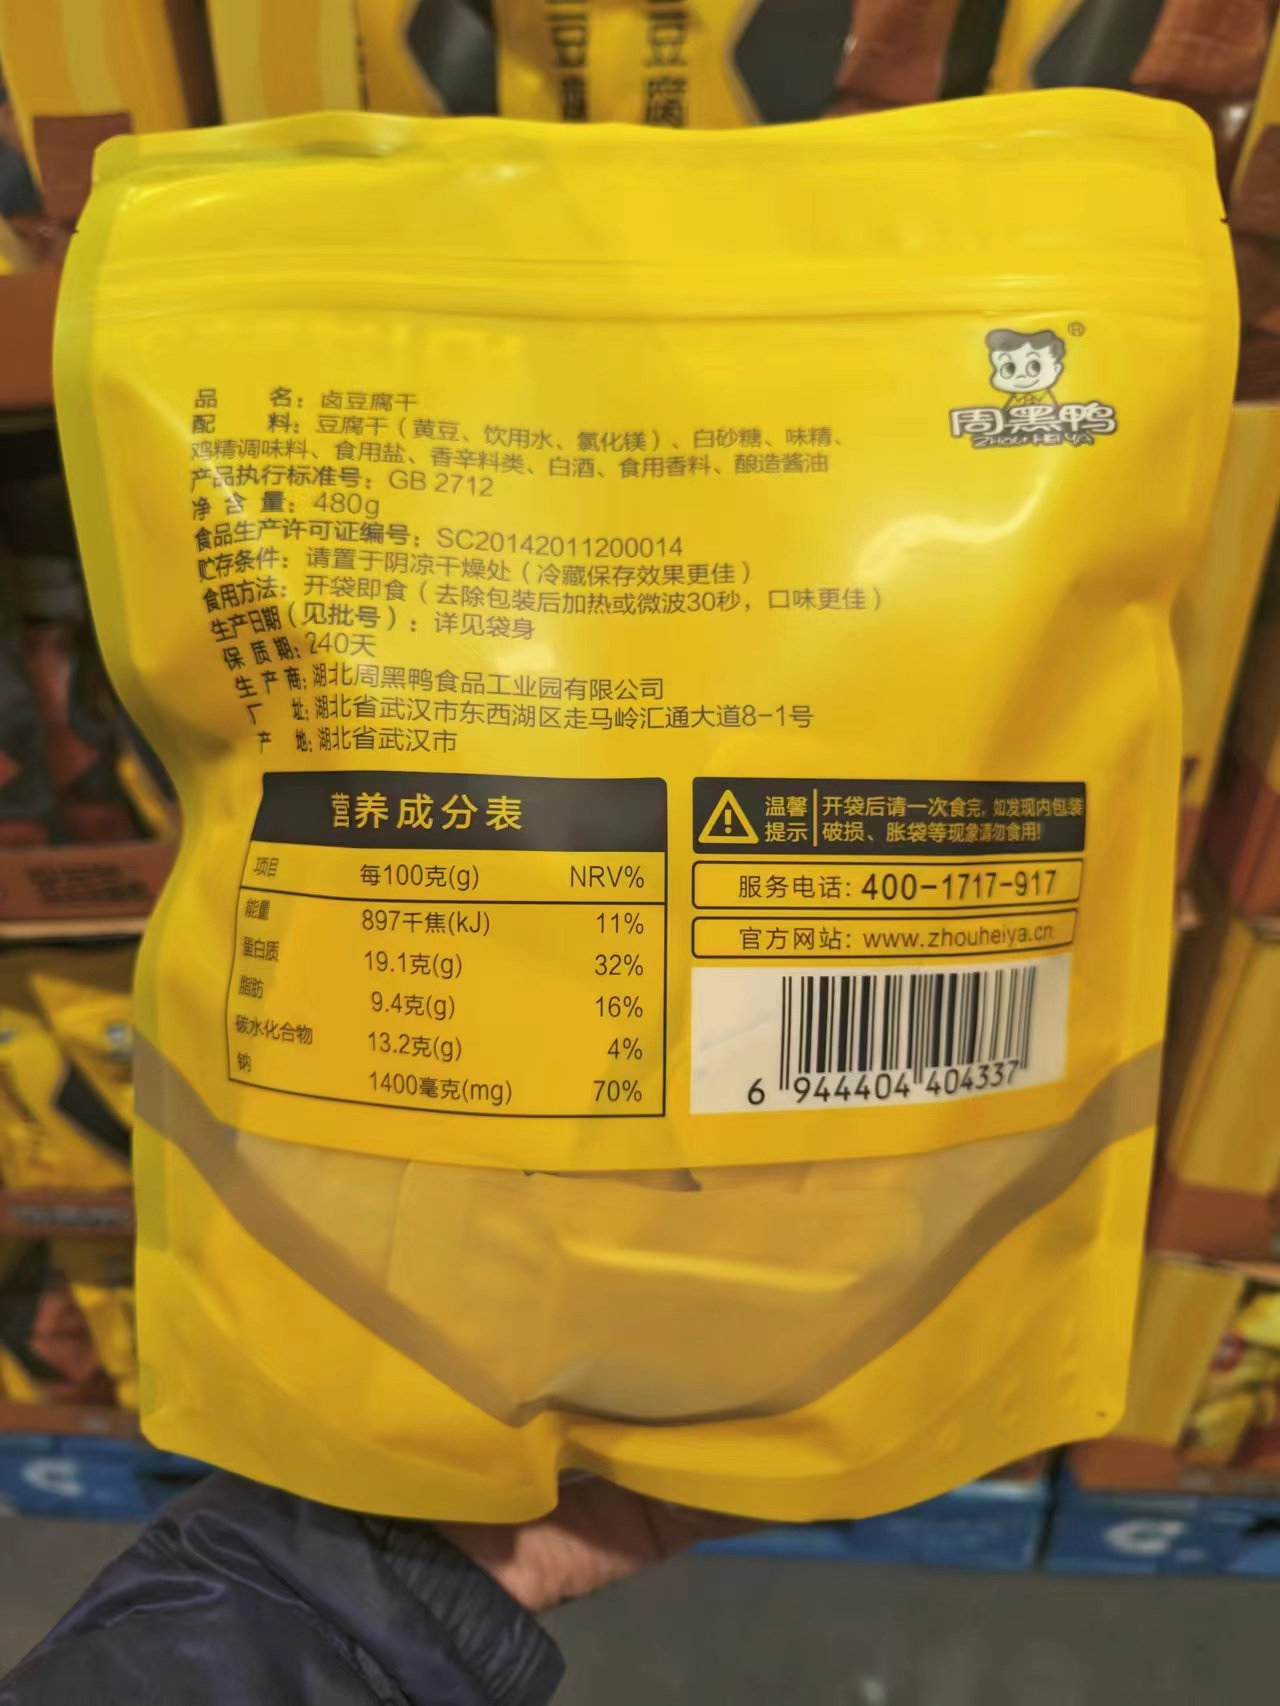 周黑鸭®
ZHOU HEI YA
品 名：卤豆腐干
配 料：豆腐干（黄豆、饮用水、氯化镁）、白砂糖、味精、
鸡精调味料、食用盐、香辛料类、白酒、食用香料、酿造酱油
产品执行标准号：GB 2712
净 含 量：480g
食品生产许可证编号：SC20142011200014
贮存条件：请置于阴凉干燥处（冷藏保存效果更佳）
食用方法：开袋即食（去除包装后加热或微波30秒，口味更佳）
生产日期（见批号）：详见袋身
保 质 期：240天
生 产 商：湖北周黑鸭食品工业园有限公司
厂 址：湖北省武汉市东西湖区走马岭汇通大道8-1号
产 地：湖北省武汉市
营养成分表
项目 每100克(g) NRV%
能量 897千焦(kJ) 11%
蛋白质 19.1克(g) 32%
脂肪 9.4克(g) 16%
碳水化合物 13.2克(g) 4%
钠 1400毫克(mg) 70%
温馨提示 开袋后请一次食完，如发现内包装
破损、胀袋等现象请勿食用！
服务电话：400-1717-917
官方网站：www.zhouheiya.cn
6 944404 404337